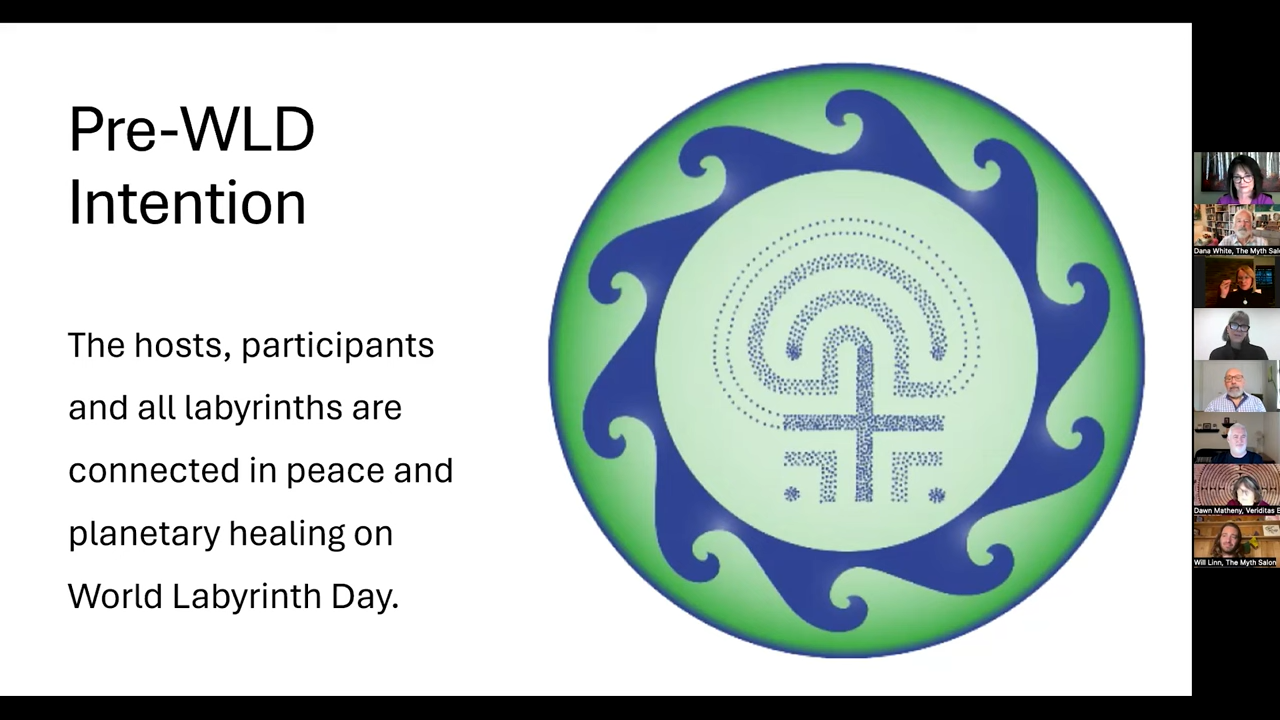 Pre-WLD
Intention
The hosts, participants
and all labyrinths are
connected in peace and
planetary healing on
World Labyrinth Day.
Dana White, The Myth Sal
Dawn Matheny, Veriditas E
Will Linn, The Myth Salon